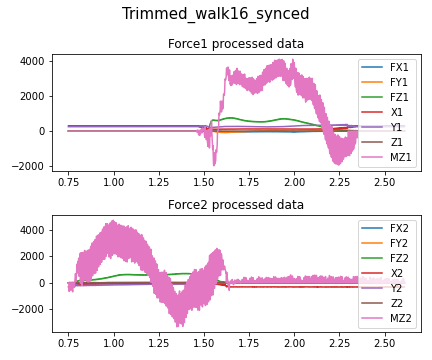 Trimmed_walk16_synced
Force1 processed data
4000
2000
0
−2000
FX1
FY1
FZ1
X1
Y1
Z1
MZ1
0.75 1.00 1.25 1.50 1.75 2.00 2.25 2.50
Force2 processed data
4000
2000
0
−2000
FX2
FY2
FZ2
X2
Y2
Z2
MZ2
0.75 1.00 1.25 1.50 1.75 2.00 2.25 2.50